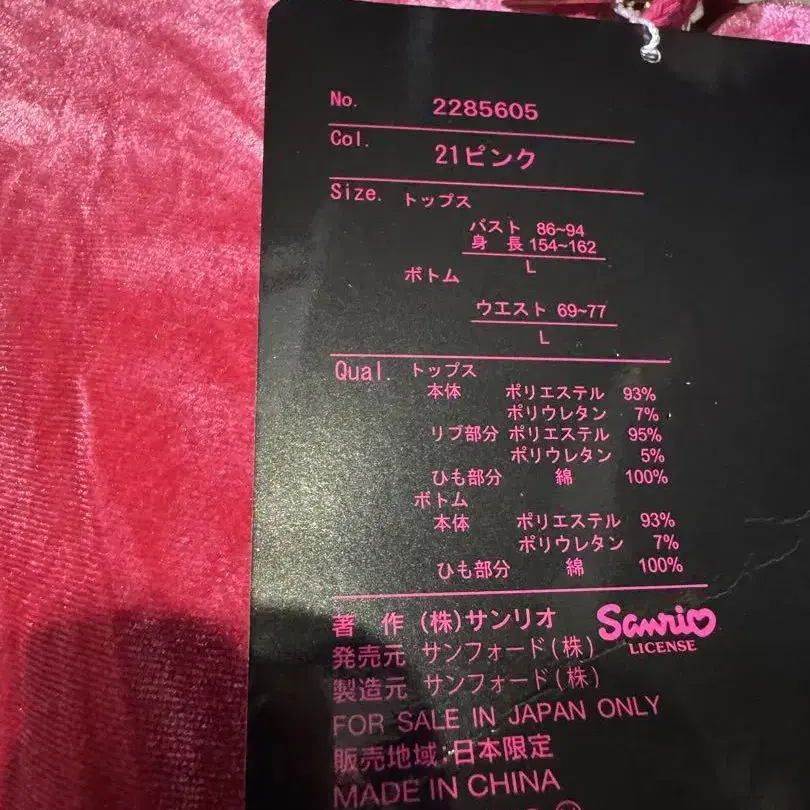 No. 2285605
Col. 21ピンク
Size. トップス
バスト 86~94
身 長 154~162
L
ボトム
ウエスト 69~77
L
Qual. トップス
本体 ポリエステル 93%
ポリウレタン 7%
リブ部分 ポリエステル 95%
ポリウレタン 5%
ひも部分 綿 100%
ボトム
本体 ポリエステル 93%
ポリウレタン 7%
ひも部分 綿 100%
著 作 (株)サンリオ Sanrio
LICENSE
発売元 サンフォード(株)
製造元 サンフォード(株)
FOR SALE IN JAPAN ONLY
販売地域:日本限定
MADE IN CHINA